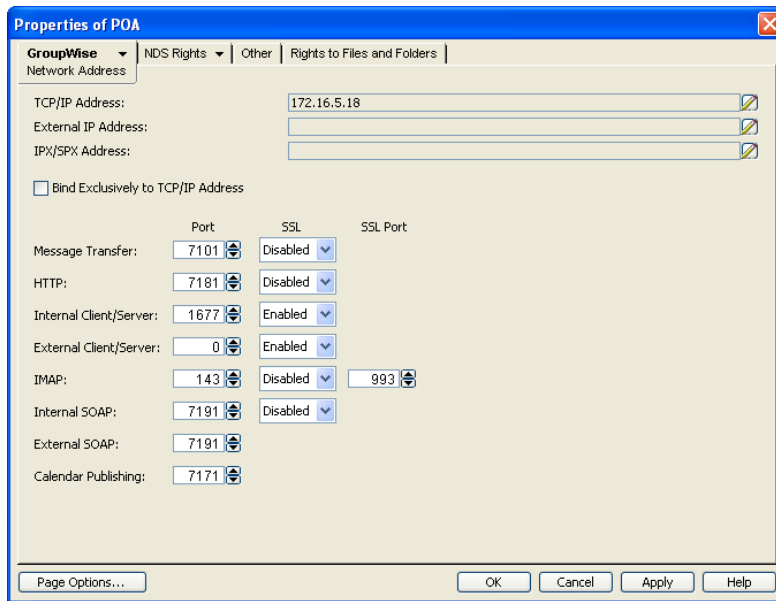 Properties of POA
GroupWise NDS Rights Other Rights to Files and Folders
Network Address
TCP/IP Address: 172.16.5.18
External IP Address:
IPX/SPX Address:
Bind Exclusively to TCP/IP Address
Port SSL SSL Port
Message Transfer: 7101 Disabled
HTTP: 7181 Disabled
Internal Client/Server: 1677 Enabled
External Client/Server: 0 Enabled
IMAP: 143 Disabled 993
Internal SOAP: 7191 Disabled
External SOAP: 7191
Calendar Publishing: 7171
Page Options... OK Cancel Apply Help